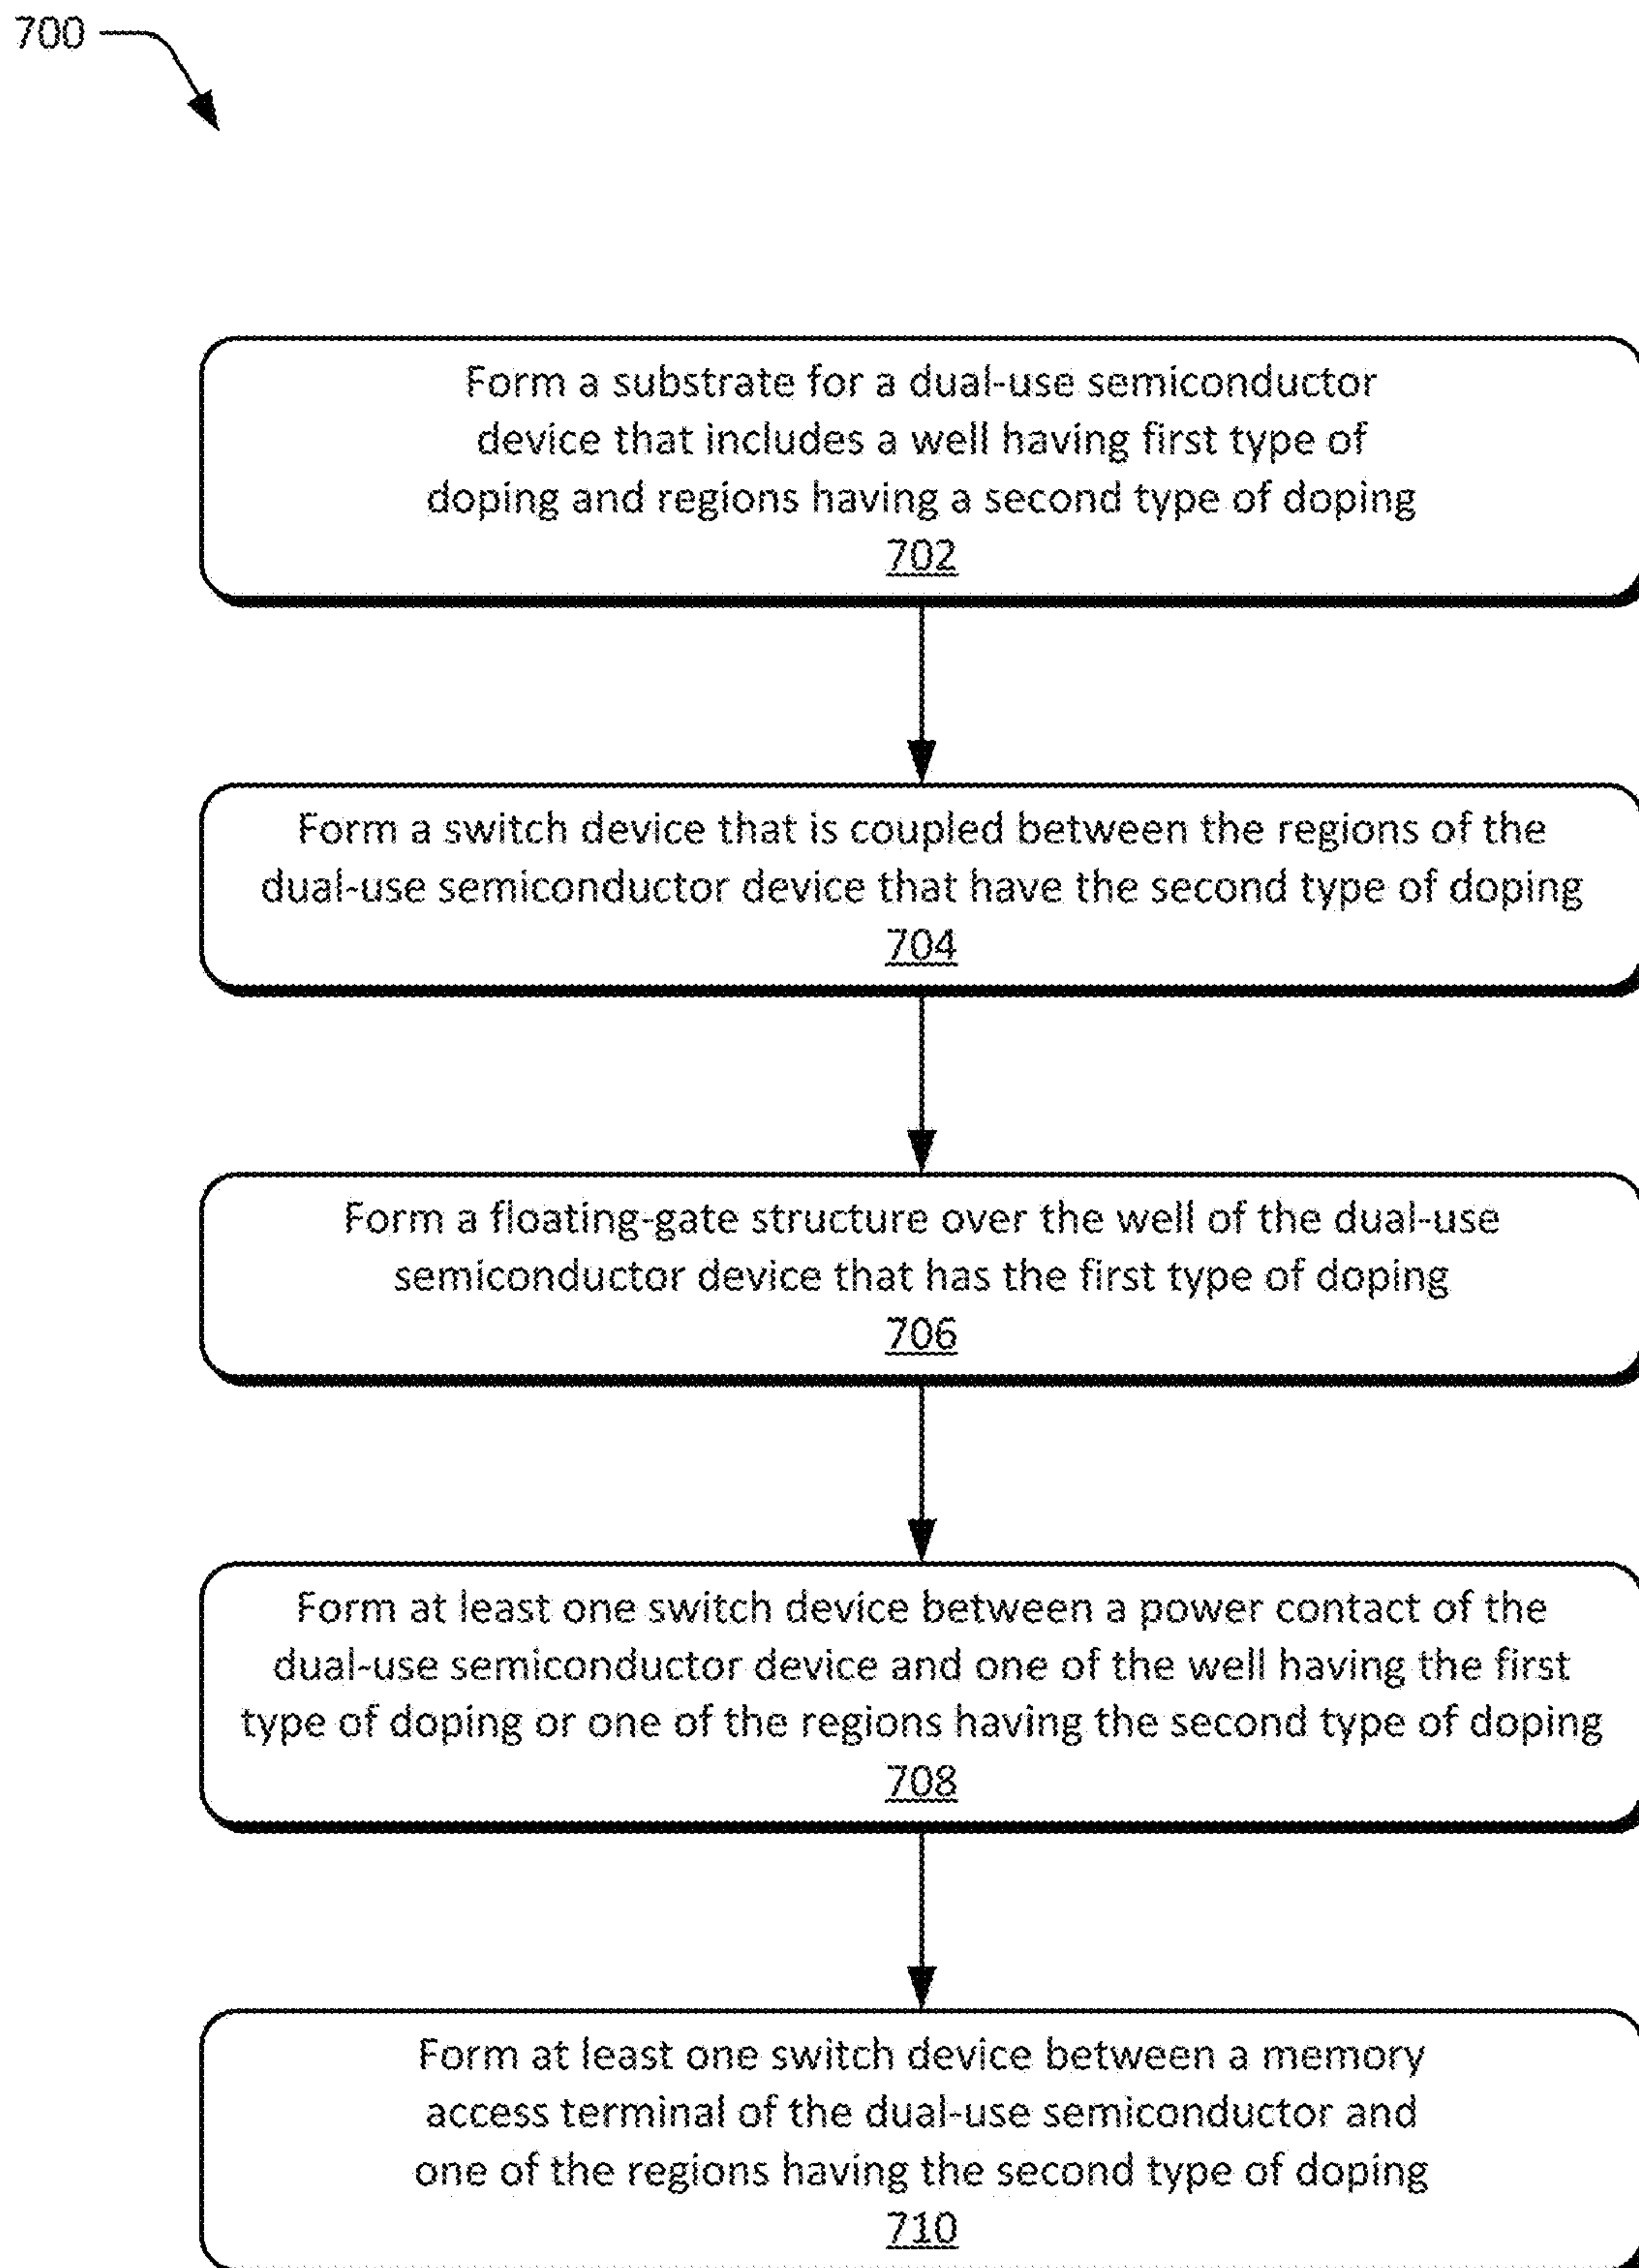 700
Form a substrate for a dual-use semiconductor
device that includes a well having first type of
doping and regions having a second type of doping
702
Form a switch device that is coupled between the regions of the
dual-use semiconductor device that have the second type of doping
704
Form a floating-gate structure over the well of the dual-use
semiconductor device that has the first type of doping
706
Form at least one switch device between a power contact of the
dual-use semiconductor device and one of the well having the first
type of doping or one of the regions having the second type of doping
708
Form at least one switch device between a memory
access terminal of the dual-use semiconductor and
one of the regions having the second type of doping
710